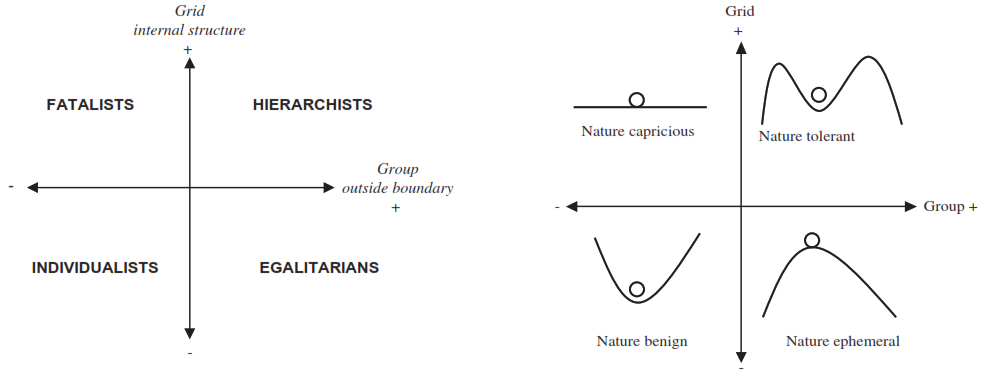 Grid
internal structure
+
FATALISTS
HIERARCHISTS
Group
-
outside boundary
+
INDIVIDUALISTS
EGALITARIANS
-
Grid
+
Nature capricious
Nature tolerant
-
Group +
Nature benign
Nature ephemeral
-